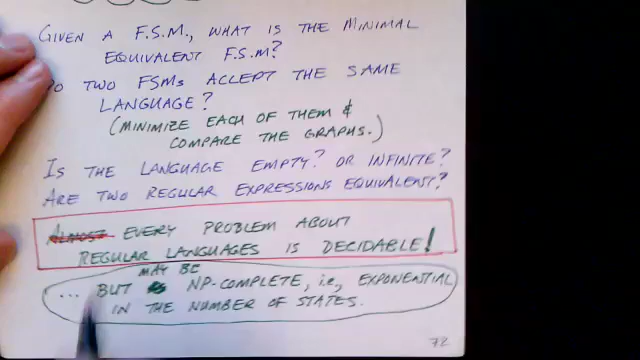 GIVEN A F.S.M., WHAT IS THE MINIMAL
EQUIVALENT F.S.M?
DO TWO FSMs ACCEPT THE SAME
LANGUAGE?
(MINIMIZE EACH OF THEM &
COMPARE THE GRAPHS.)
IS THE LANGUAGE EMPTY? OR INFINITE?
ARE TWO REGULAR EXPRESSIONS EQUIVALENT?
ALMOST EVERY PROBLEM ABOUT
REGULAR LANGUAGES IS DECIDABLE!
MAY BE
... BUT NP-COMPLETE, i.e., EXPONENTIAL
IN THE NUMBER OF STATES.
72